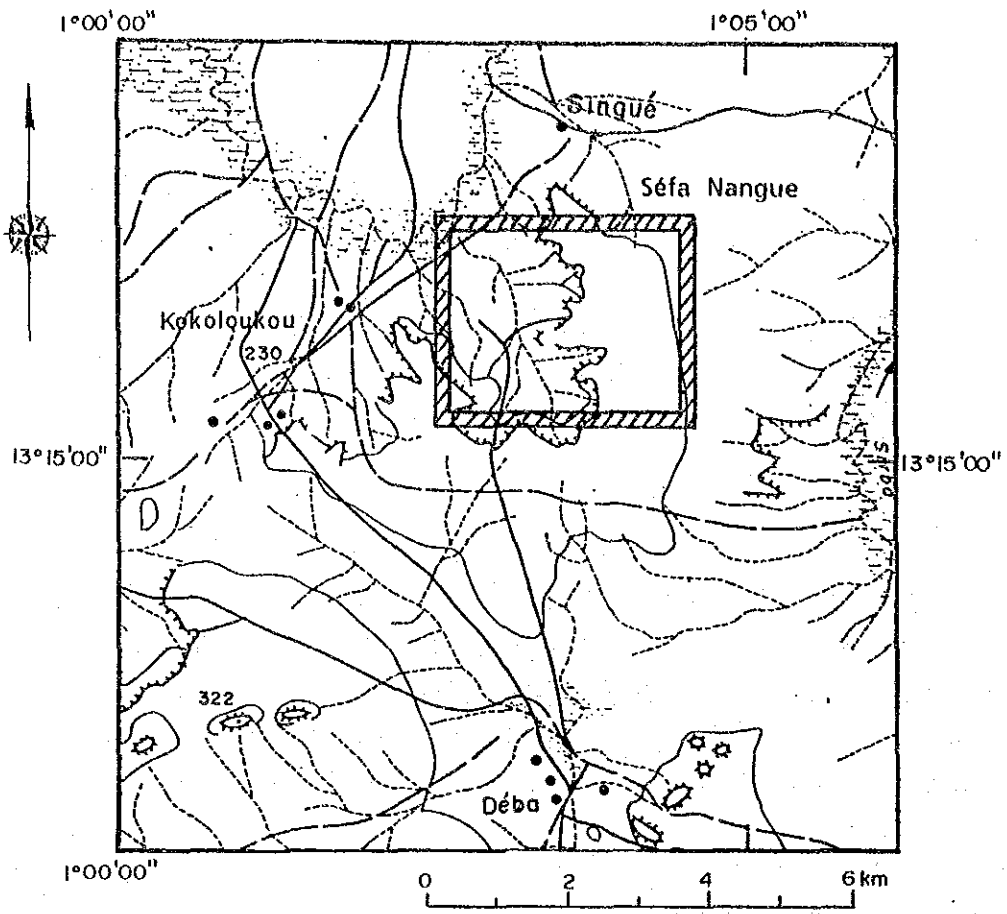 1°00'00"
1°05'00"
Singué
Séfa Nangue
Kokoloukou
230
13°15'00"
13°15'00"
Sirba
322
Déba
1°00'00"
0 2 4 6 km